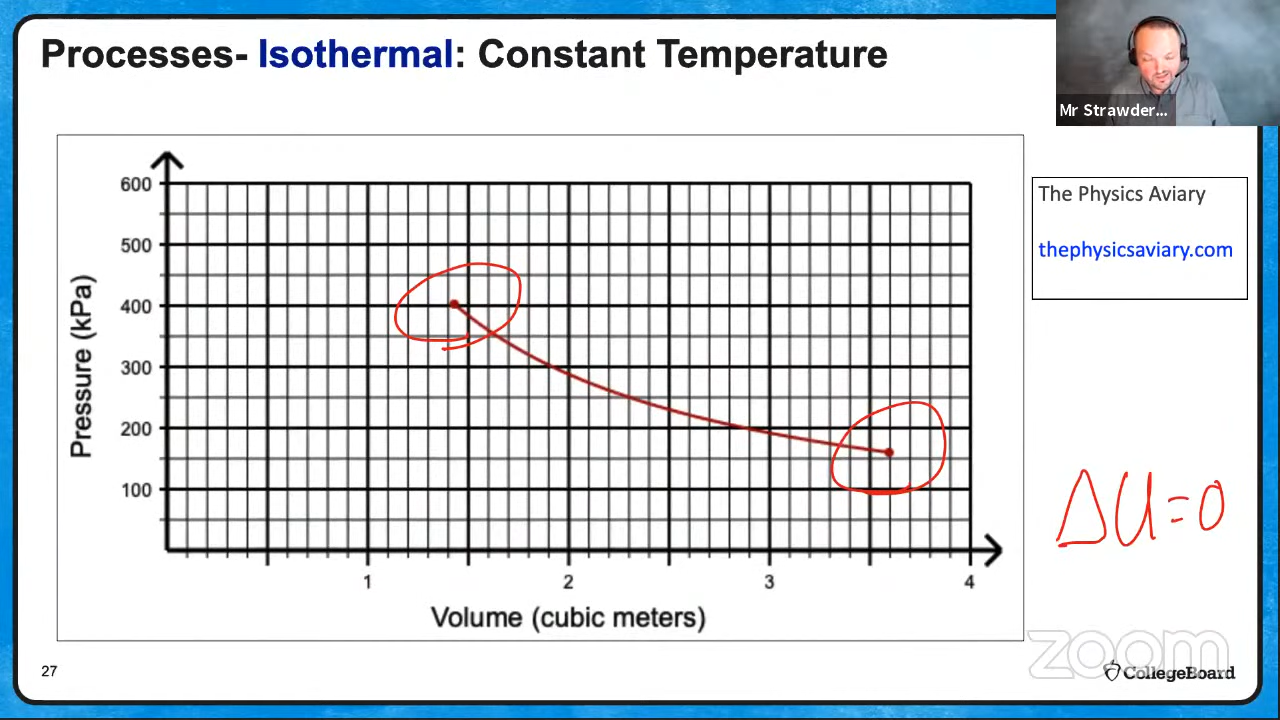 Processes- Isothermal: Constant Temperature
Mr Strawder...
The Physics Aviary
thephysicsaviary.com
600
500
400
300
200
100
Pressure (kPa)
1 2 3 4
Volume (cubic meters)
ΔU=0
27
zoom
CollegeBoard